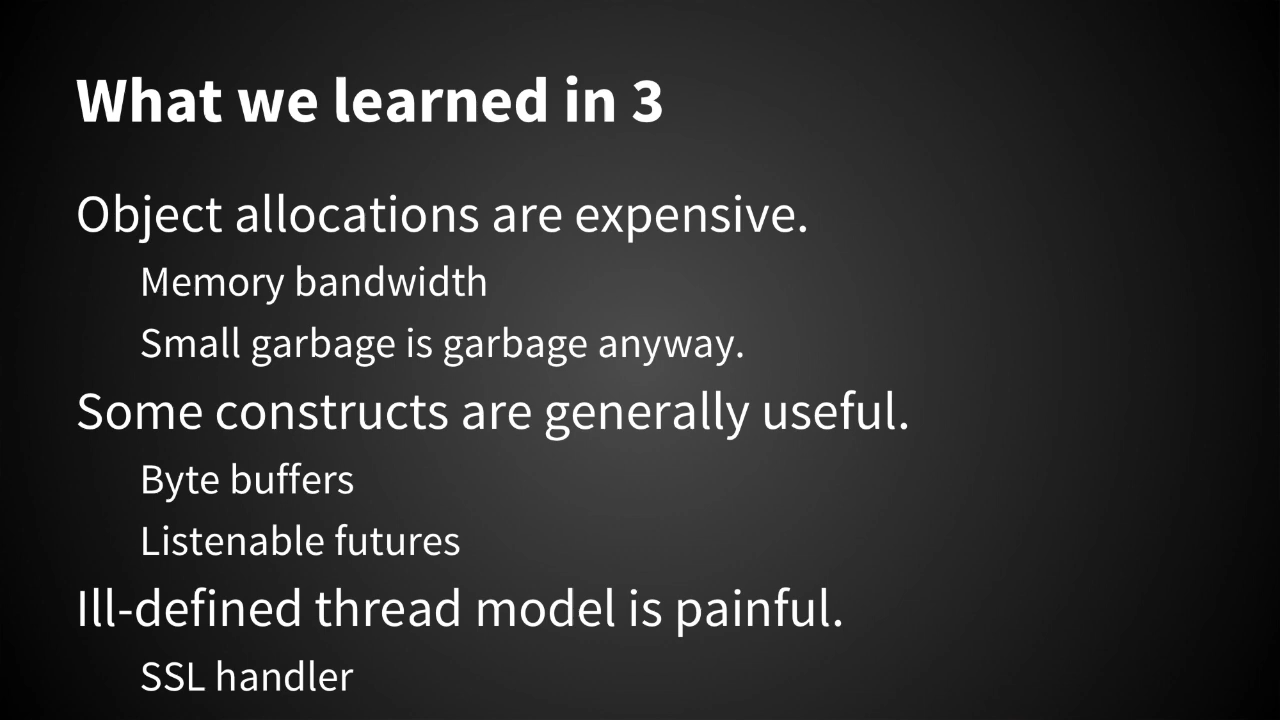 What we learned in 3
Object allocations are expensive.
Memory bandwidth
Small garbage is garbage anyway.
Some constructs are generally useful.
Byte buffers
Listenable futures
Ill-defined thread model is painful.
SSL handler